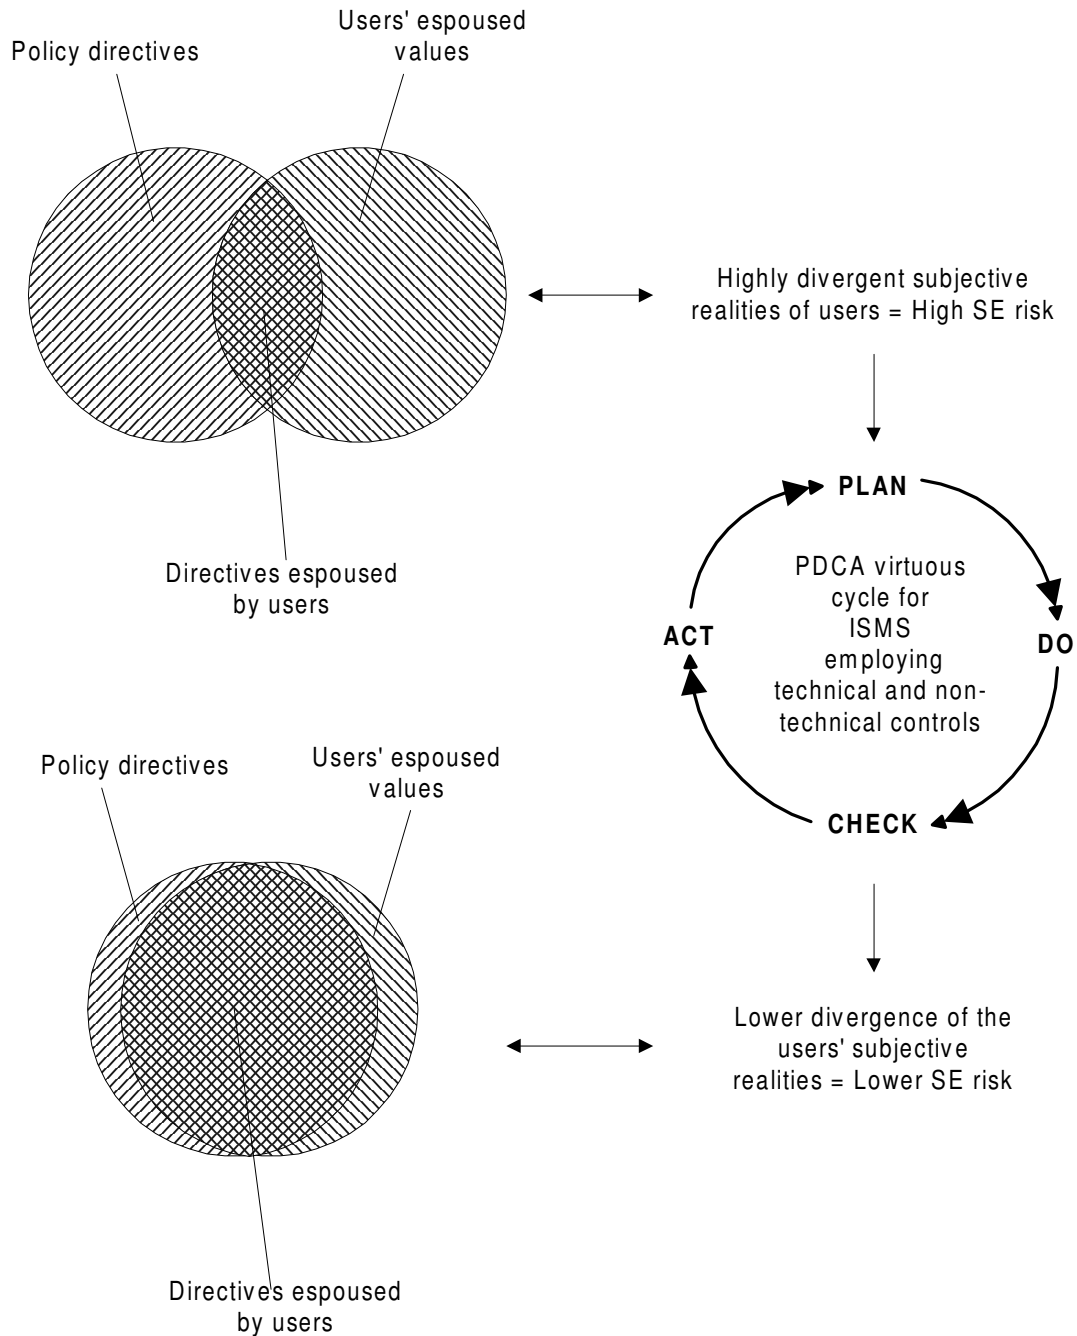 Users' espoused
values
Policy directives
Highly divergent subjective
realities of users = High SE risk
Directives espoused
by users
PLAN
PDCA virtuous
cycle for
ISMS
employing
technical and non-
technical controls
ACT
DO
CHECK
Policy directives
Users' espoused
values
Lower divergence of the
users' subjective
realities = Lower SE risk
Directives espoused
by users